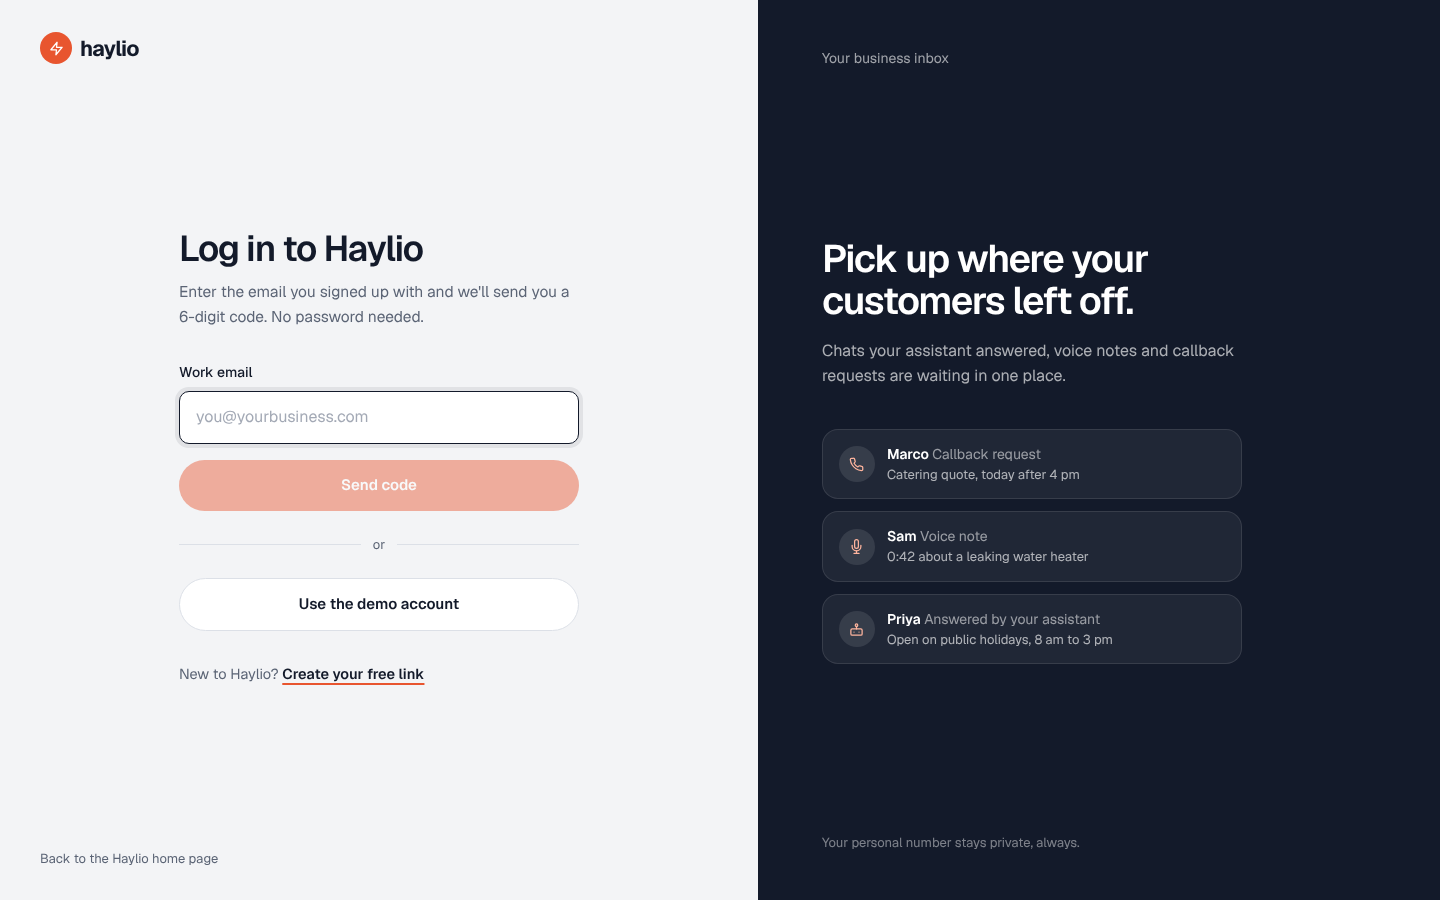 haylio
Log in to Haylio
Enter the email you signed up with and we'll send you a
6-digit code. No password needed.
Work email
you@yourbusiness.com
Send code
or
Use the demo account
New to Haylio? Create your free link
Back to the Haylio home page
Your business inbox
Pick up where your
customers left off.
Chats your assistant answered, voice notes and callback
requests are waiting in one place.
Marco Callback request
Catering quote, today after 4 pm
Sam Voice note
0:42 about a leaking water heater
Priya Answered by your assistant
Open on public holidays, 8 am to 3 pm
Your personal number stays private, always.